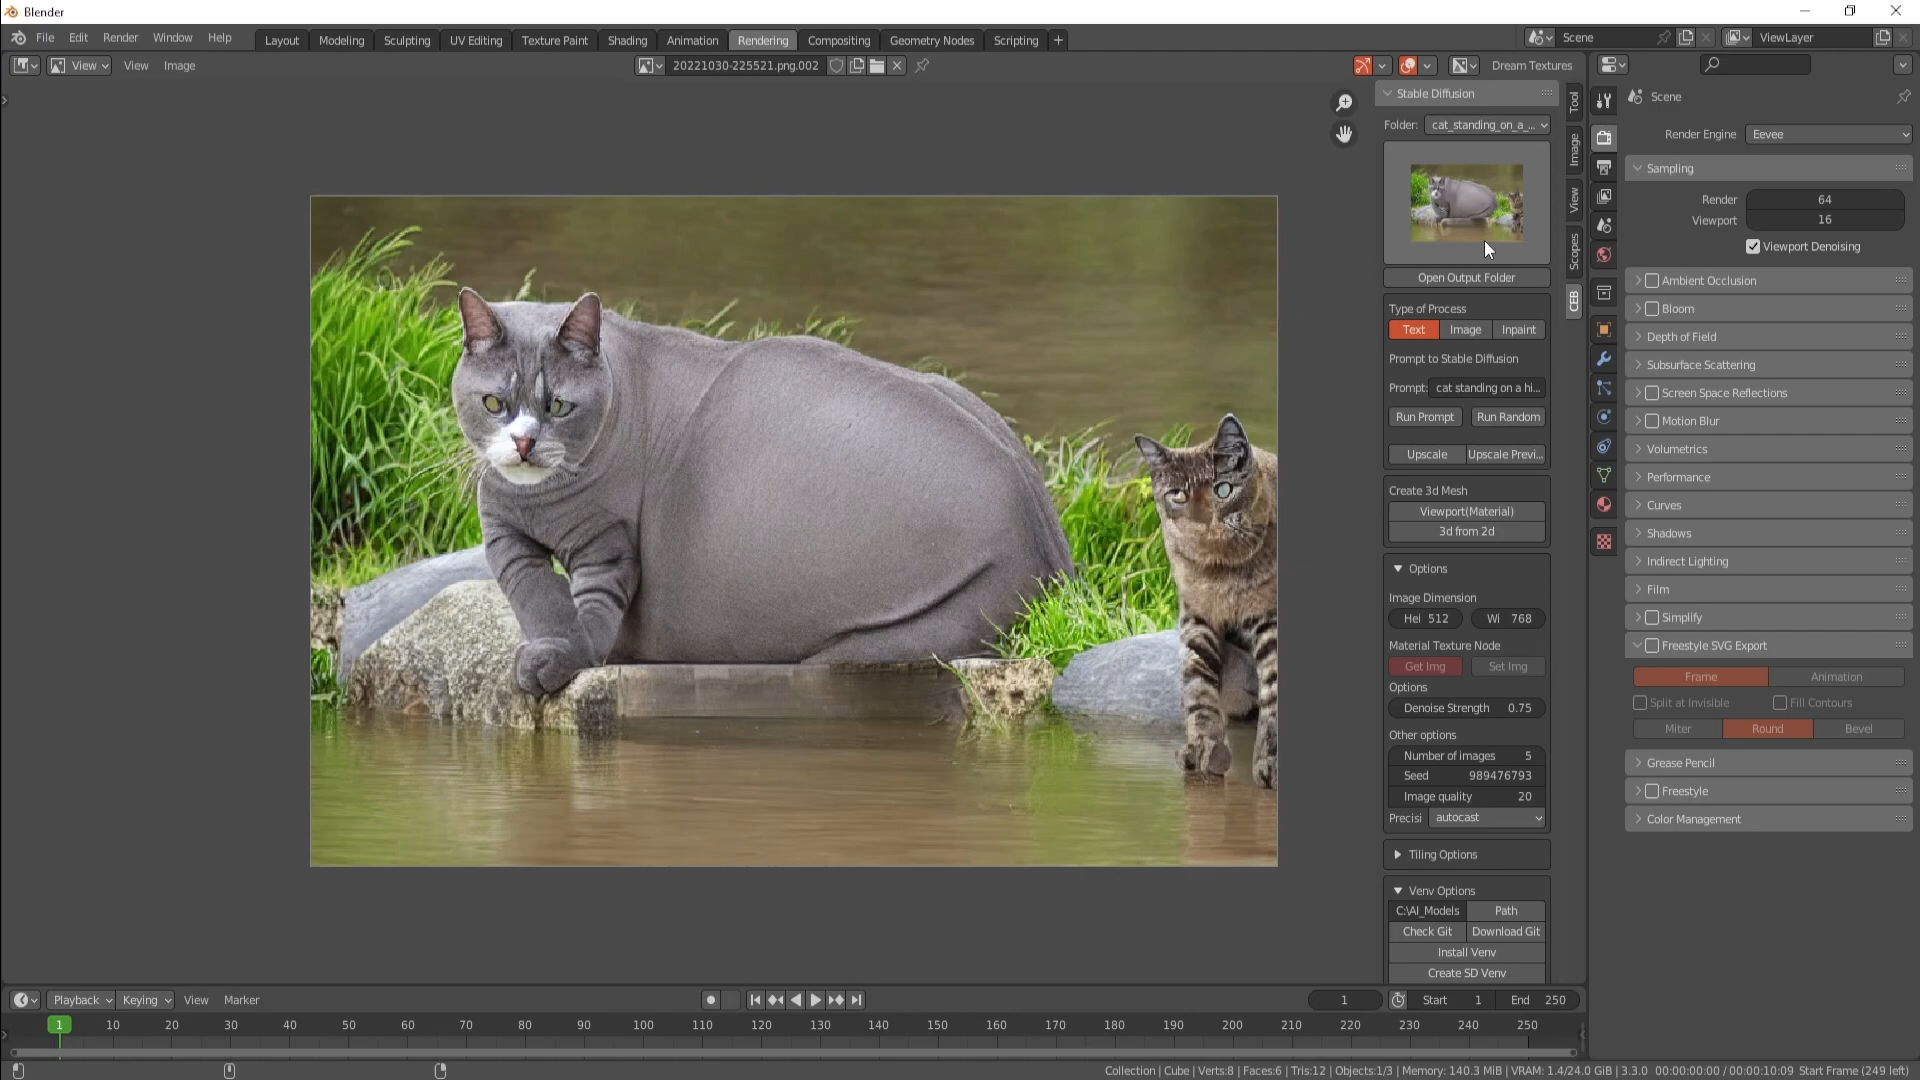 Blender
File Edit Render Window Help
Layout Modeling Sculpting UV Editing Texture Paint Shading Animation Rendering Compositing Geometry Nodes Scripting +
Scene
ViewLayer
View View Image
20221030-225521.png.002
Dream Textures
Stable Diffusion
Folder: cat_standing_on_a_...
Open Output Folder
Type of Process
Text Image Inpaint
Prompt to Stable Diffusion
Prompt: cat standing on a hi...
Run Prompt Run Random
Upscale Upscale Previ...
Create 3d Mesh
Viewport(Material)
3d from 2d
Options
Image Dimension
Hei 512 Wi 768
Material Texture Node
Get Img Set Img
Options
Denoise Strength 0.75
Other options
Number of images 5
Seed 989476793
Image quality 20
Precisi autocast
Tiling Options
Venv Options
C:\AI_Models Path
Check Git Download Git
Install Venv
Create SD Venv
Tool
Image
View
Scopes
CEB
Scene
Render Engine Eevee
Sampling
Render 64
Viewport 16
Viewport Denoising
Ambient Occlusion
Bloom
Depth of Field
Subsurface Scattering
Screen Space Reflections
Motion Blur
Volumetrics
Performance
Curves
Shadows
Indirect Lighting
Film
Simplify
Freestyle SVG Export
Frame Animation
Split at Invisible Fill Contours
Miter Round Bevel
Grease Pencil
Freestyle
Color Management
Playback Keying View Marker
1 Start 1 End 250
1 10 20 30 40 50 60 70 80 90 100 110 120 130 140 150 160 170 180 190 200 210 220 230 240 250
Collection | Cube | Verts:8 | Faces:6 | Tris:12 | Objects:1/3 | Memory: 140.3 MiB | VRAM: 1.4/24.0 GiB | 3.3.0 00:00:00:00 / 00:00:10:09 Start Frame (249 left)